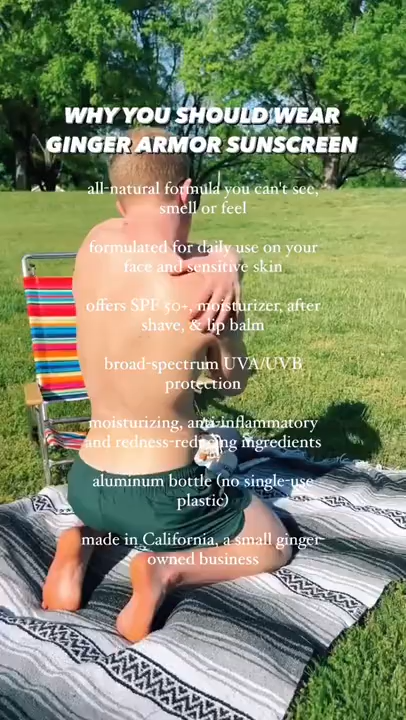 WHY YOU SHOULD WEAR
GINGER ARMOR SUNSCREEN
all-natural formula you can't see,
smell or feel
formulated for daily use on your
face and sensitive skin
offers SPF 50+, moisturizer, after
shave, & lip balm
broad-spectrum UVA/UVB
protection
moisturizing, anti-inflammatory
and redness-reducing ingredients
aluminum bottle (no single-use
plastic)
made in California, a small ginger-
owned business